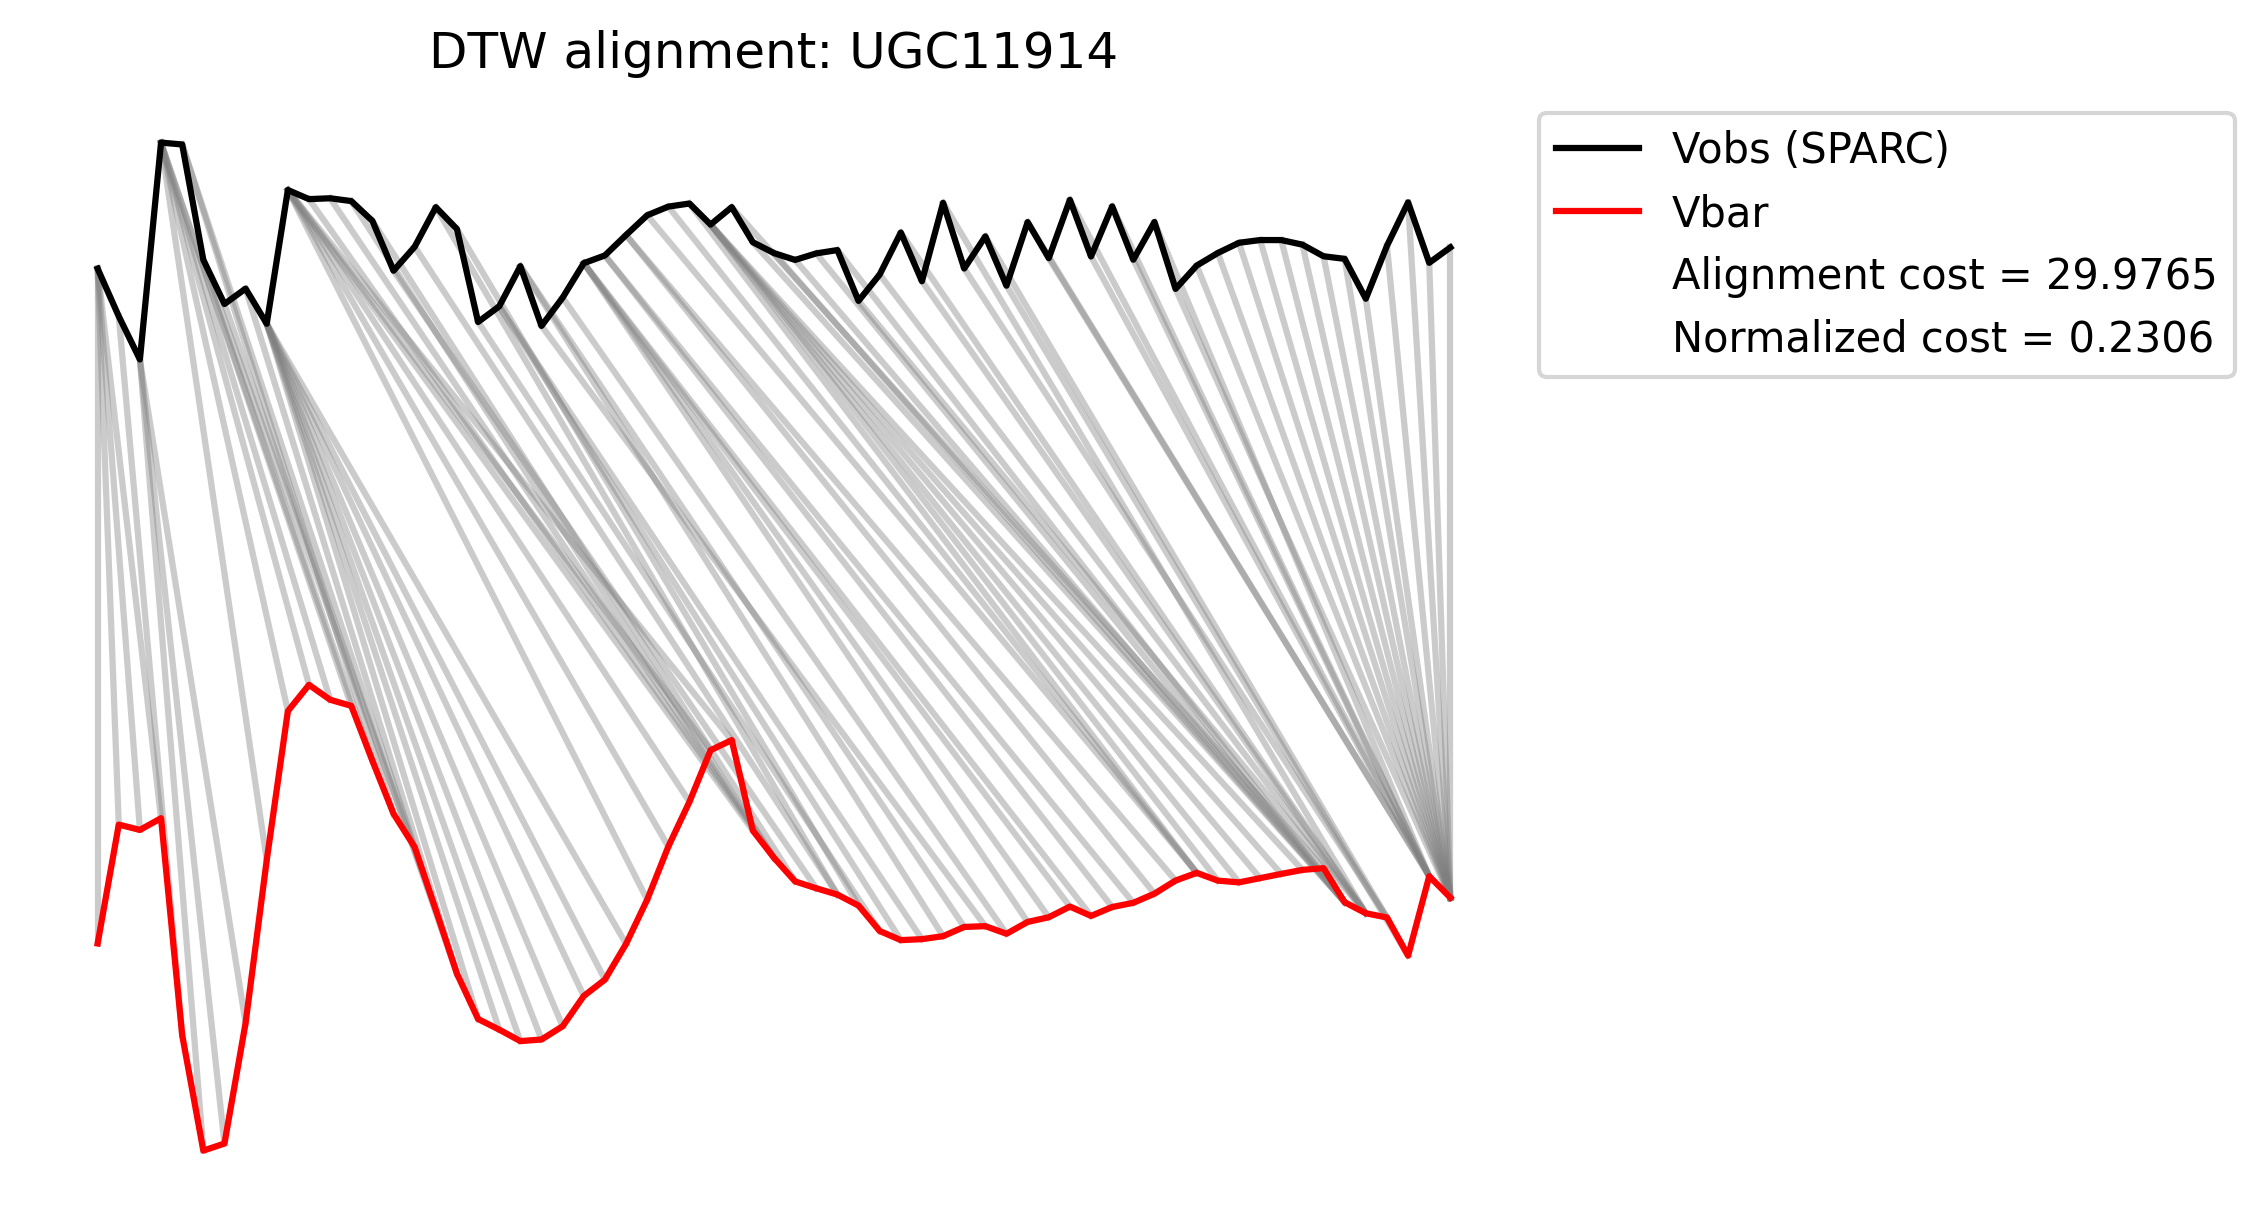 DTW alignment: UGC11914
Vobs (SPARC)
Vbar
Alignment cost = 29.9765
Normalized cost = 0.2306